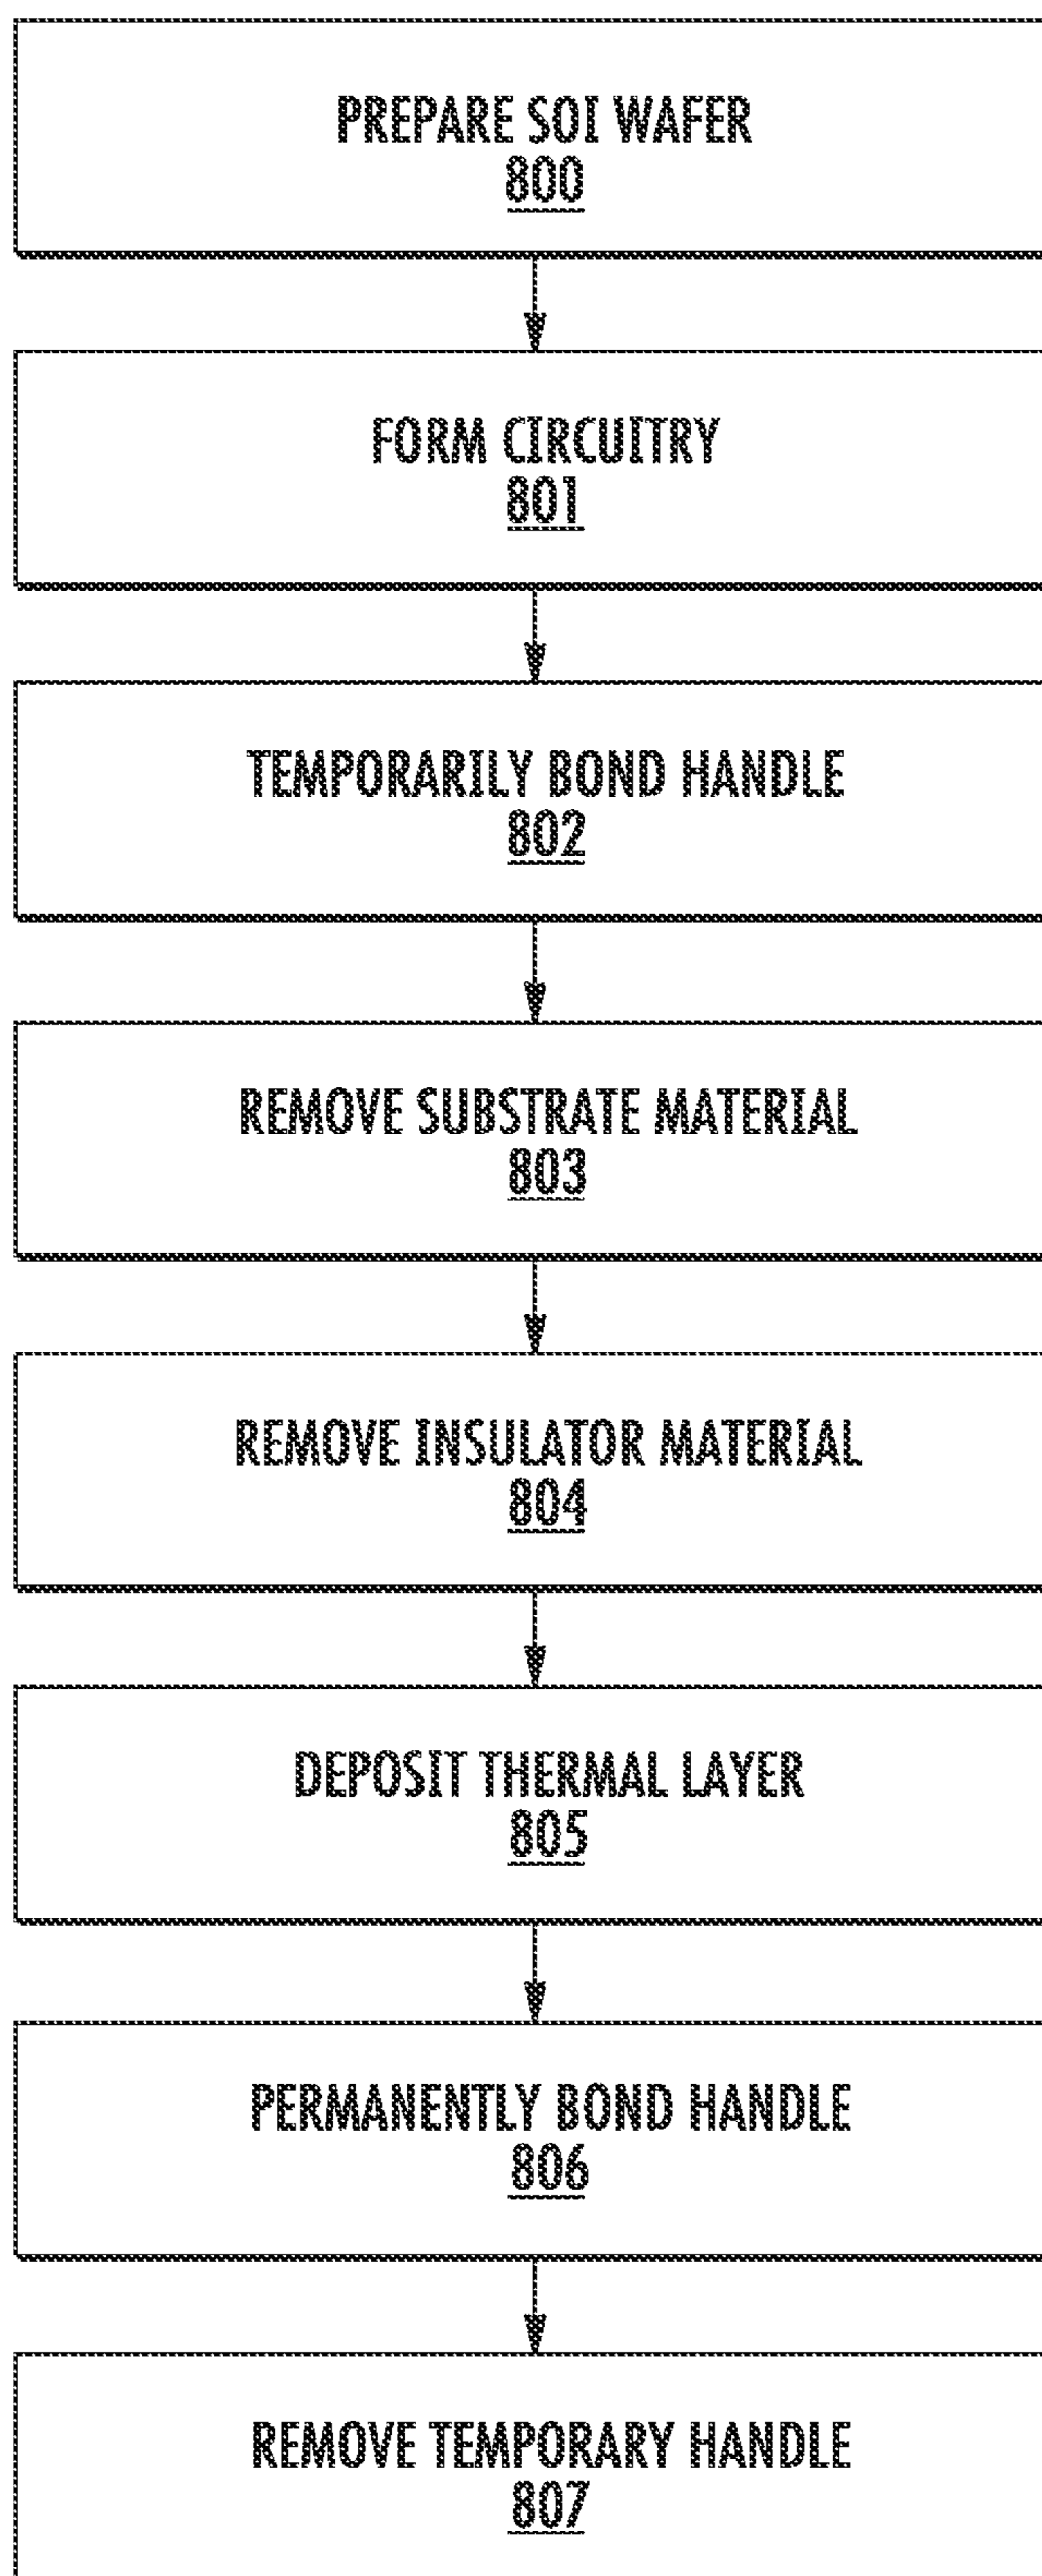 PREPARE SOI WAFER
800
FORM CIRCUITRY
801
TEMPORARILY BOND HANDLE
802
REMOVE SUBSTRATE MATERIAL
803
REMOVE INSULATOR MATERIAL
804
DEPOSIT THERMAL LAYER
805
PERMANENTLY BOND HANDLE
806
REMOVE TEMPORARY HANDLE
807